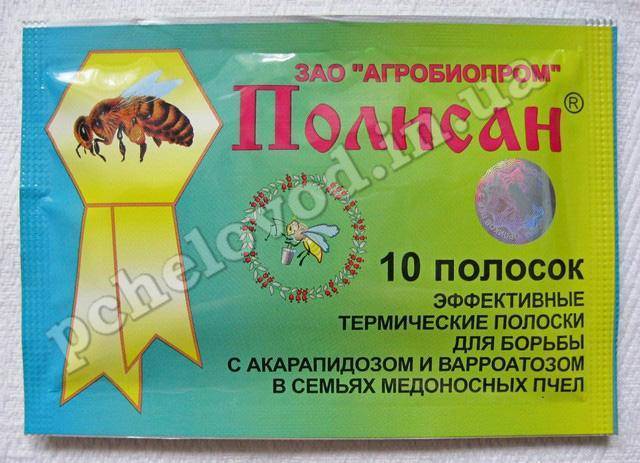 ЗАО "АГРОБИОПРОМ"
Полисан®
10 ПОЛОСОК
ЭФФЕКТИВНЫЕ
ТЕРМИЧЕСКИЕ ПОЛОСКИ
ДЛЯ БОРЬБЫ
С АКАРАПИДОЗОМ И ВАРРОАТОЗОМ
В СЕМЬЯХ МЕДОНОСНЫХ ПЧЕЛ
pchelovod.in.ua